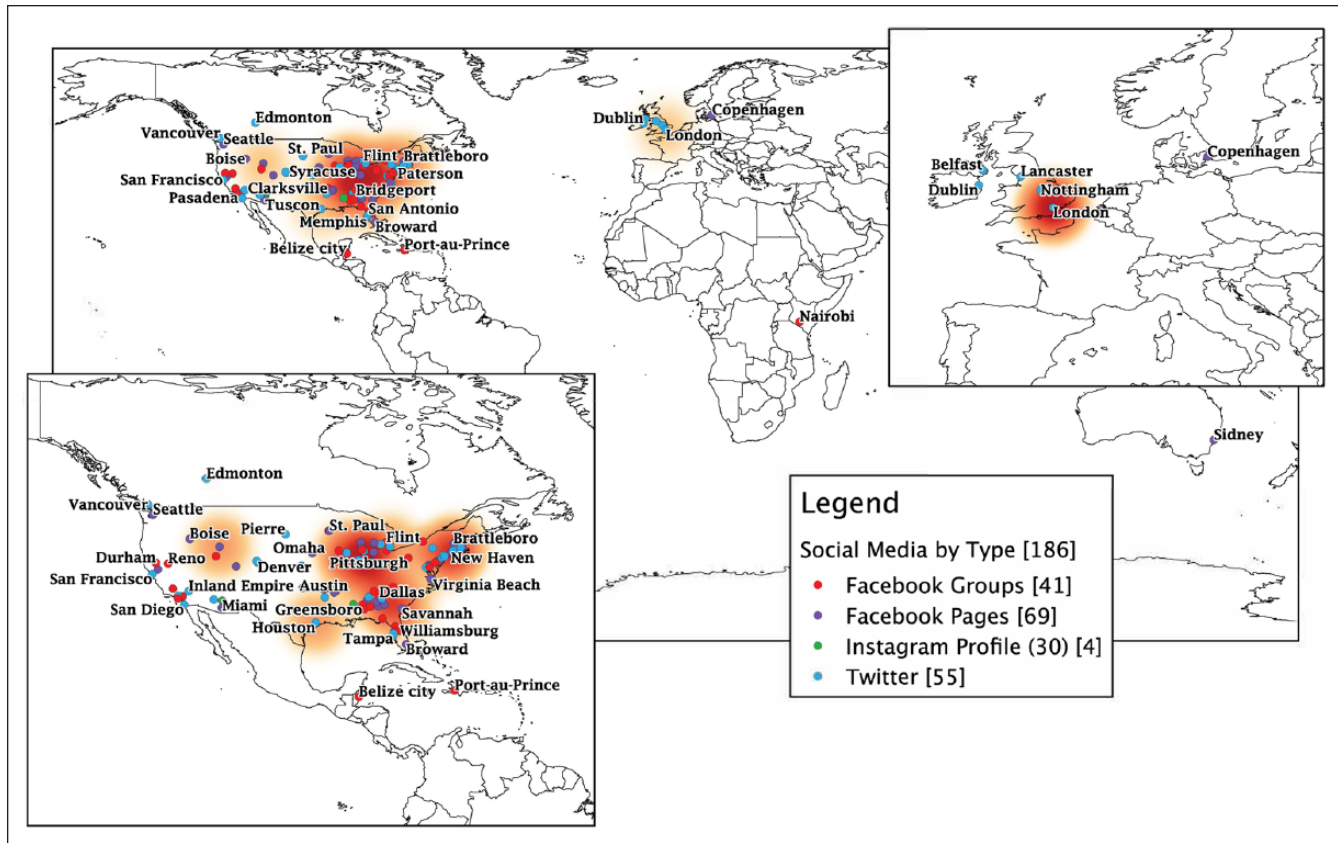 Edmonton
Vancouver
Seattle
Boise
St. Paul
Flint
Brattleboro
San Francisco
Syracuse
Paterson
Pasadena
Clarksville
Bridgeport
Tuscon
San Antonio
Memphis
Broward
Belize city
Port-au-Prince
Dublin
Copenhagen
London
Nairobi
Sidney
Copenhagen
Belfast
Lancaster
Dublin
Nottingham
London
Edmonton
Vancouver
Seattle
Boise
Pierre
St. Paul
Flint
Brattleboro
Durham
Reno
Omaha
Pittsburgh
New Haven
San Francisco
Denver
Virginia Beach
Inland Empire
Austin
Dallas
San Diego
Miami
Greensboro
Savannah
Houston
Williamsburg
Tampa
Broward
Belize city
Port-au-Prince
Legend
Social Media by Type [186]
Facebook Groups [41]
Facebook Pages [69]
Instagram Profile (30) [4]
Twitter [55]